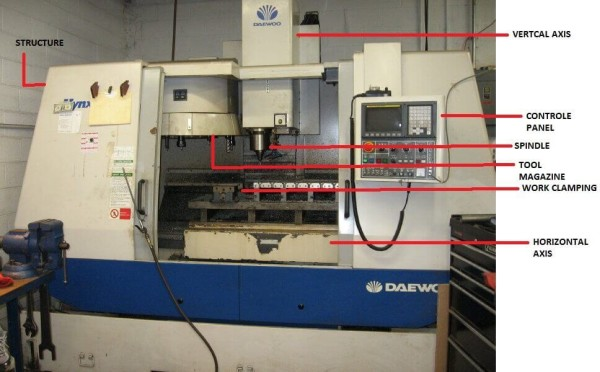 DAEWOO
VERTCAL AXIS
STRUCTURE
CONTROLE
PANEL
SPINDLE
TOOL
MAGAZINE
WORK CLAMPING
HORIZONTAL
AXIS
DAEWOO